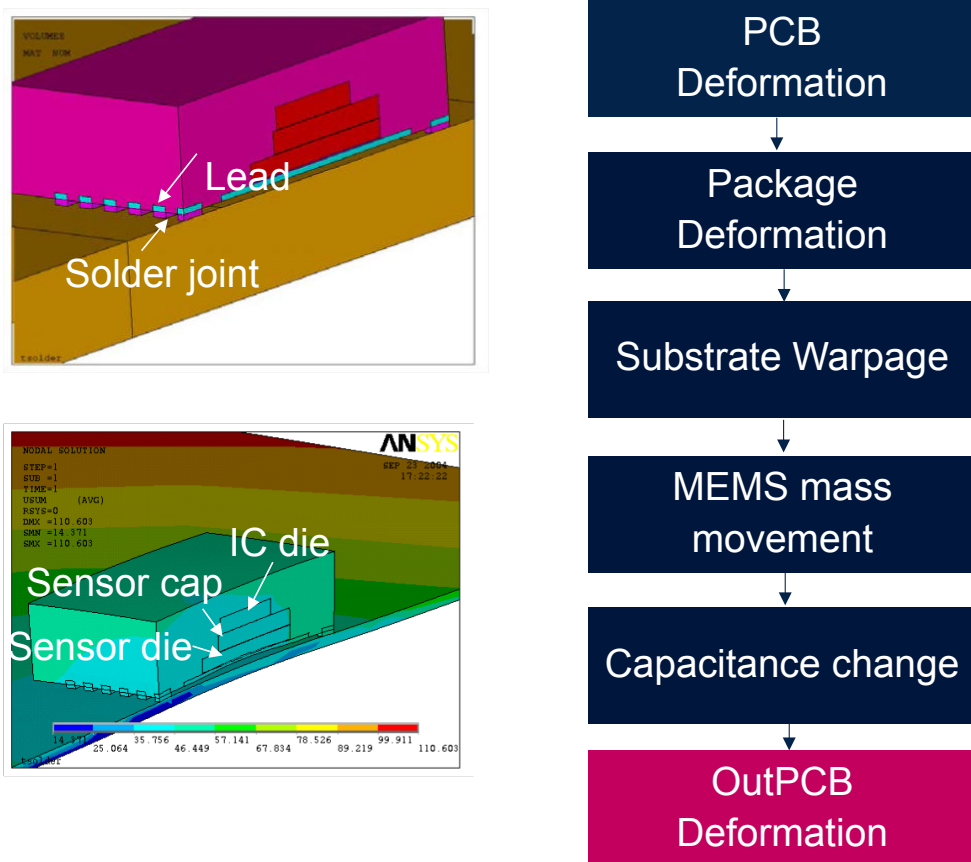 VOLUMES
MAT NUM
Lead
Solder joint
tsolder
NODAL SOLUTION
STEP=1
SUB =1
TIME=1
USUM (AVG)
RSYS=0
DMX =110.603
SMN =14.371
SMX =110.603
ANSYS
SEP 23 2004
17:22:22
IC die
Sensor cap
Sensor die
14.371 35.756 57.141 78.526 99.911
25.064 46.449 67.834 89.219 110.603
tsolder
PCB
Deformation
Package
Deformation
Substrate Warpage
MEMS mass
movement
Capacitance change
OutPCB
Deformation